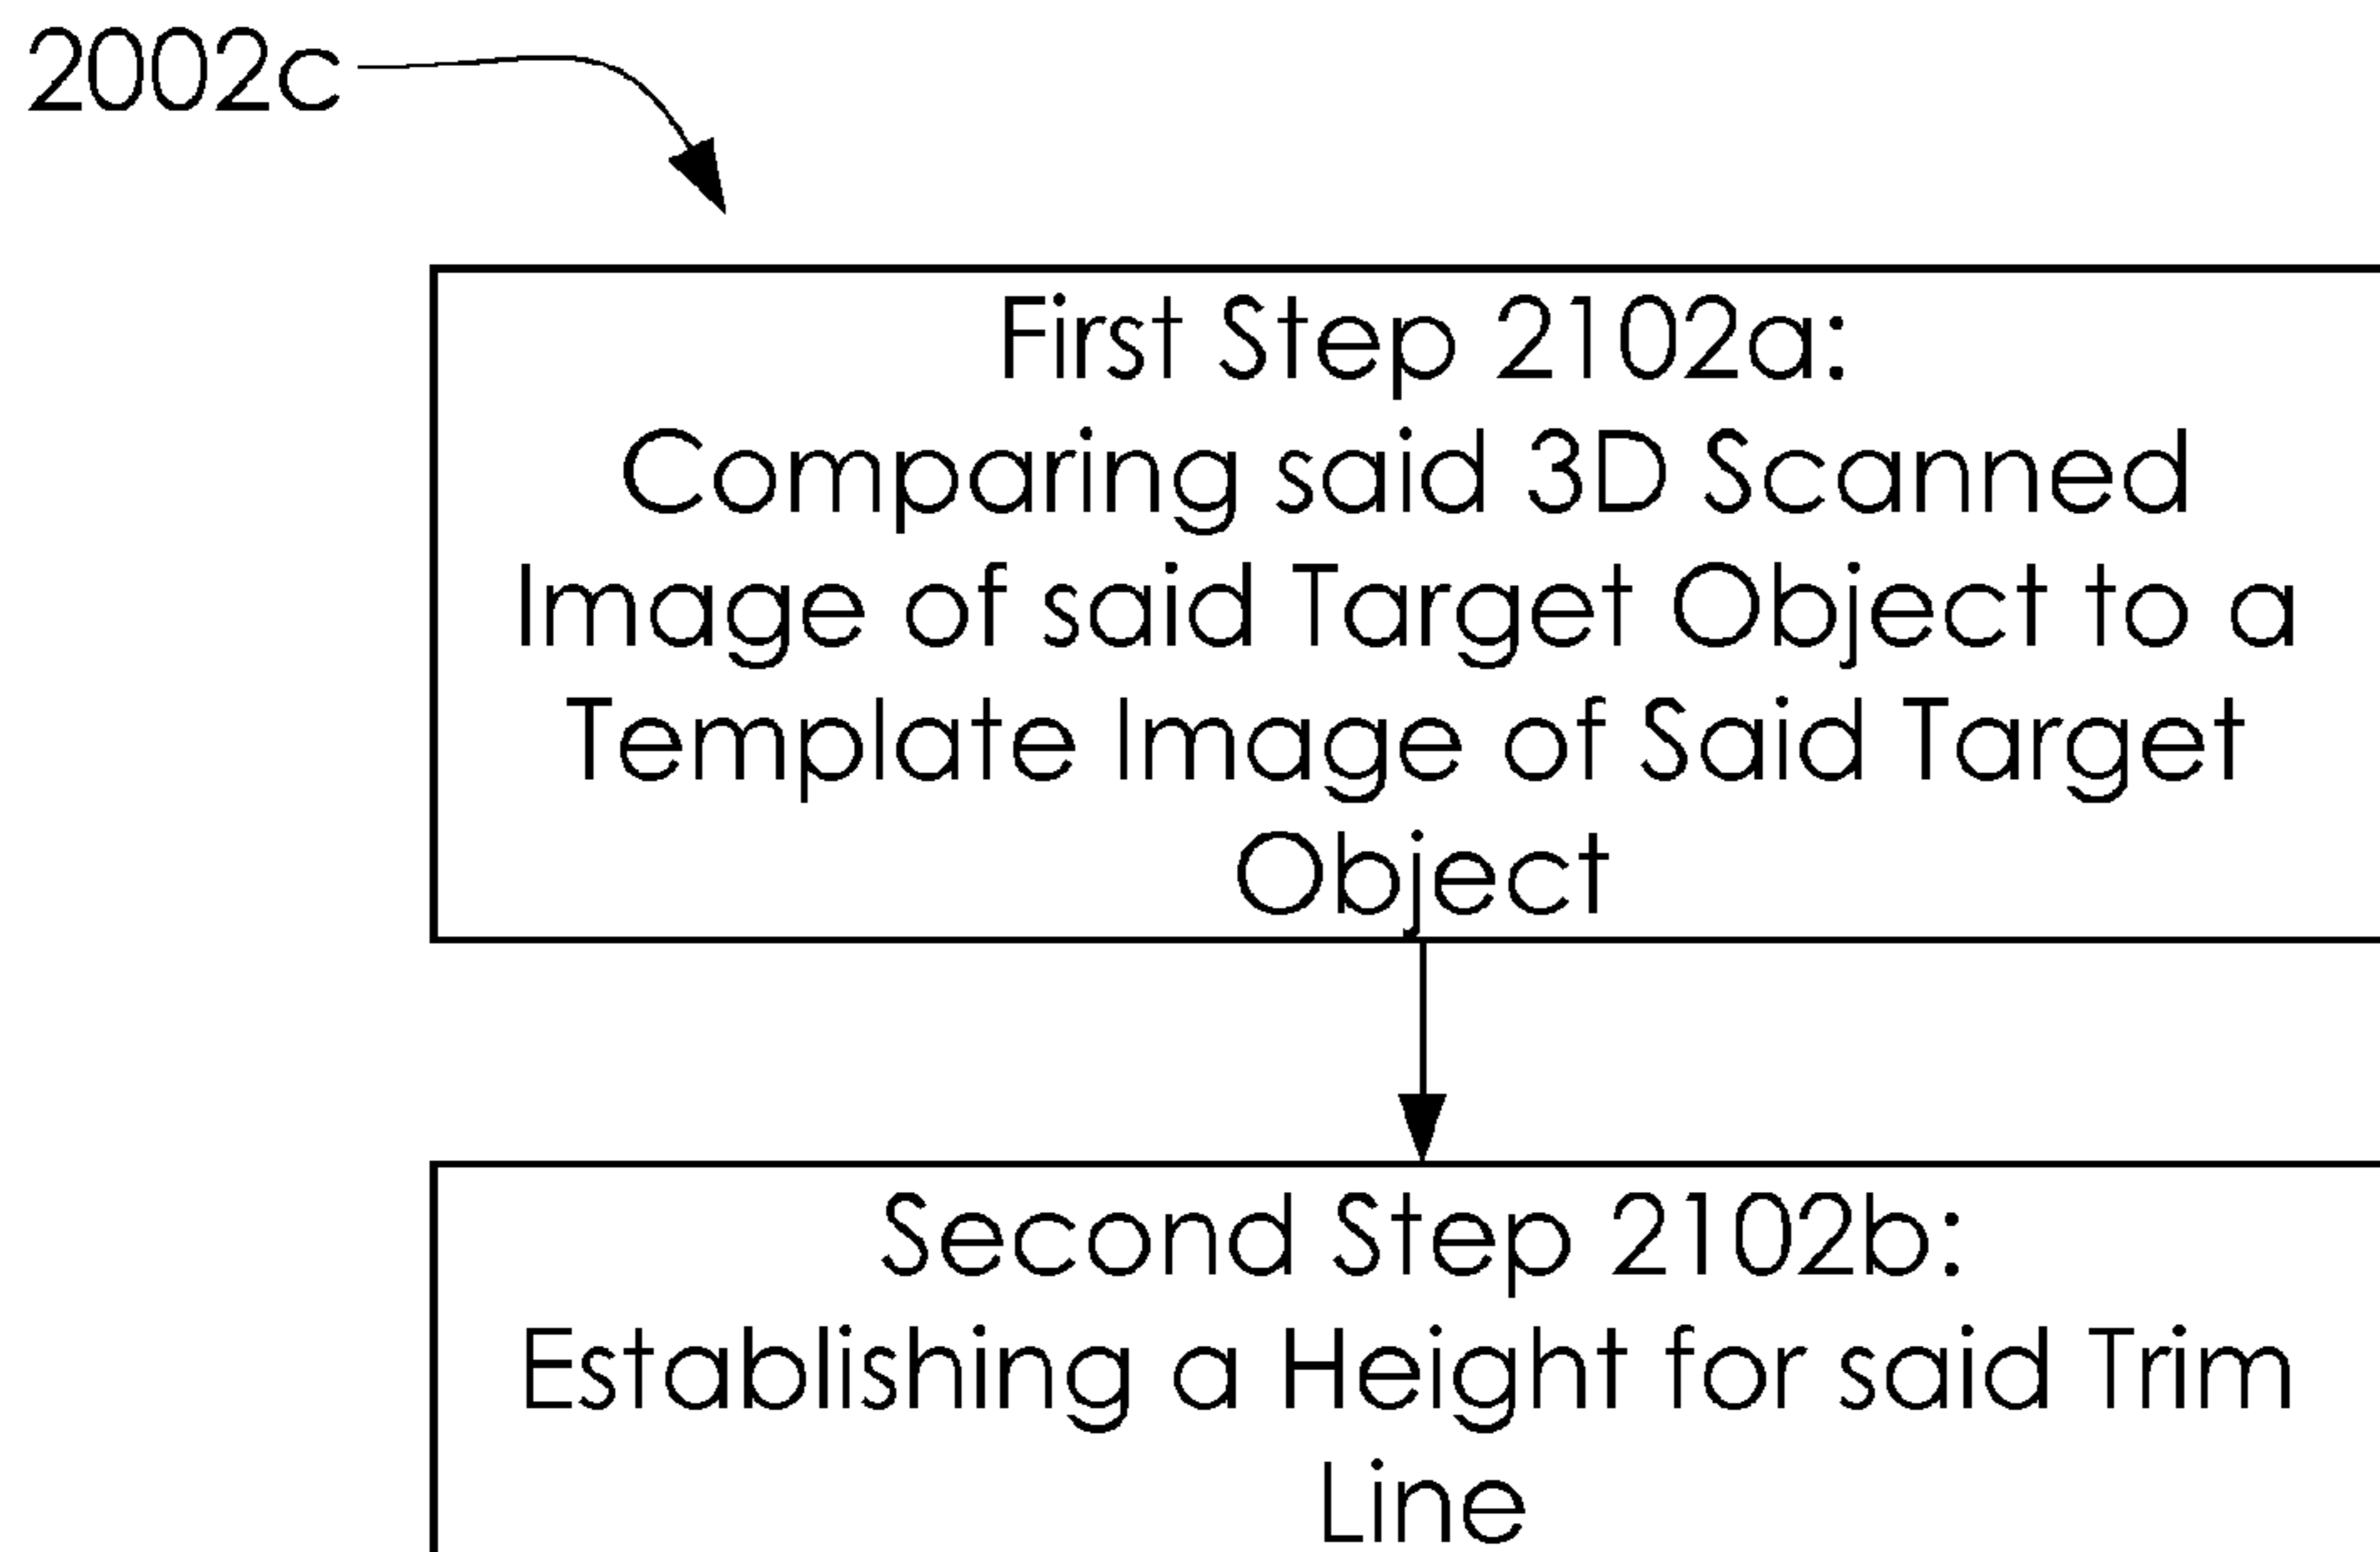 2002c
First Step 2102a:
Comparing said 3D Scanned
Image of said Target Object to a
Template Image of Said Target
Object
Second Step 2102b:
Establishing a Height for said Trim
Line